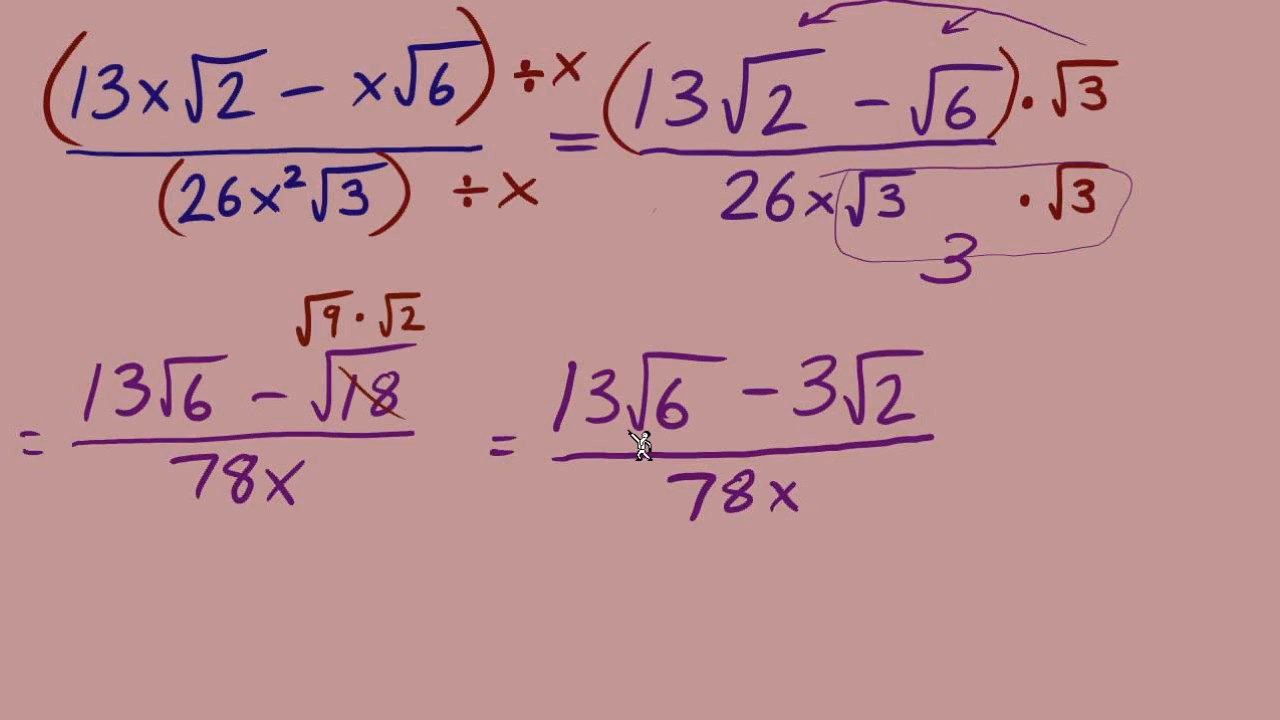 (13x√2 − x√6) ÷ x = (13√2 − √6) · √3
(26x²√3) ÷ x 26x√3 · √3
3
√9 · √2
= 13√6 − √18 = 13√6 − 3√2
78x 78x